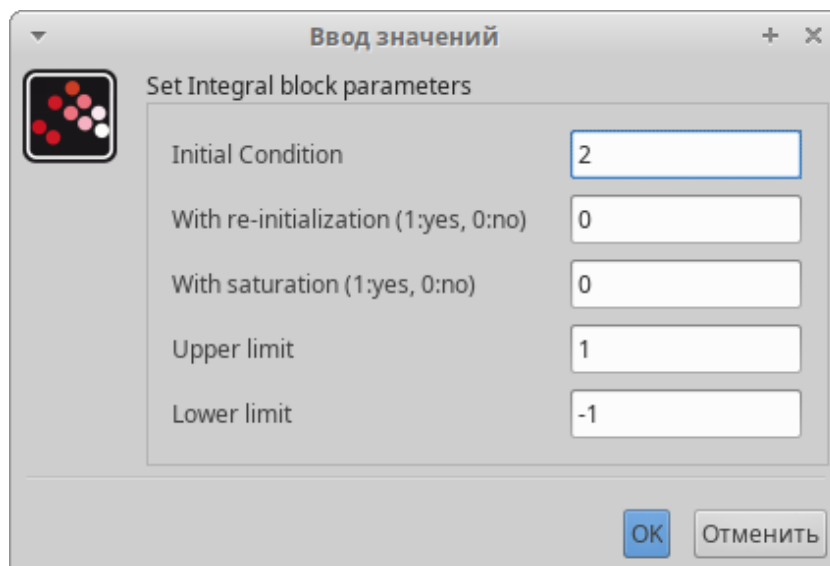 Ввод значений
Set Integral block parameters
Initial Condition 2
With re-initialization (1:yes, 0:no) 0
With saturation (1:yes, 0:no) 0
Upper limit 1
Lower limit -1
OK Отменить